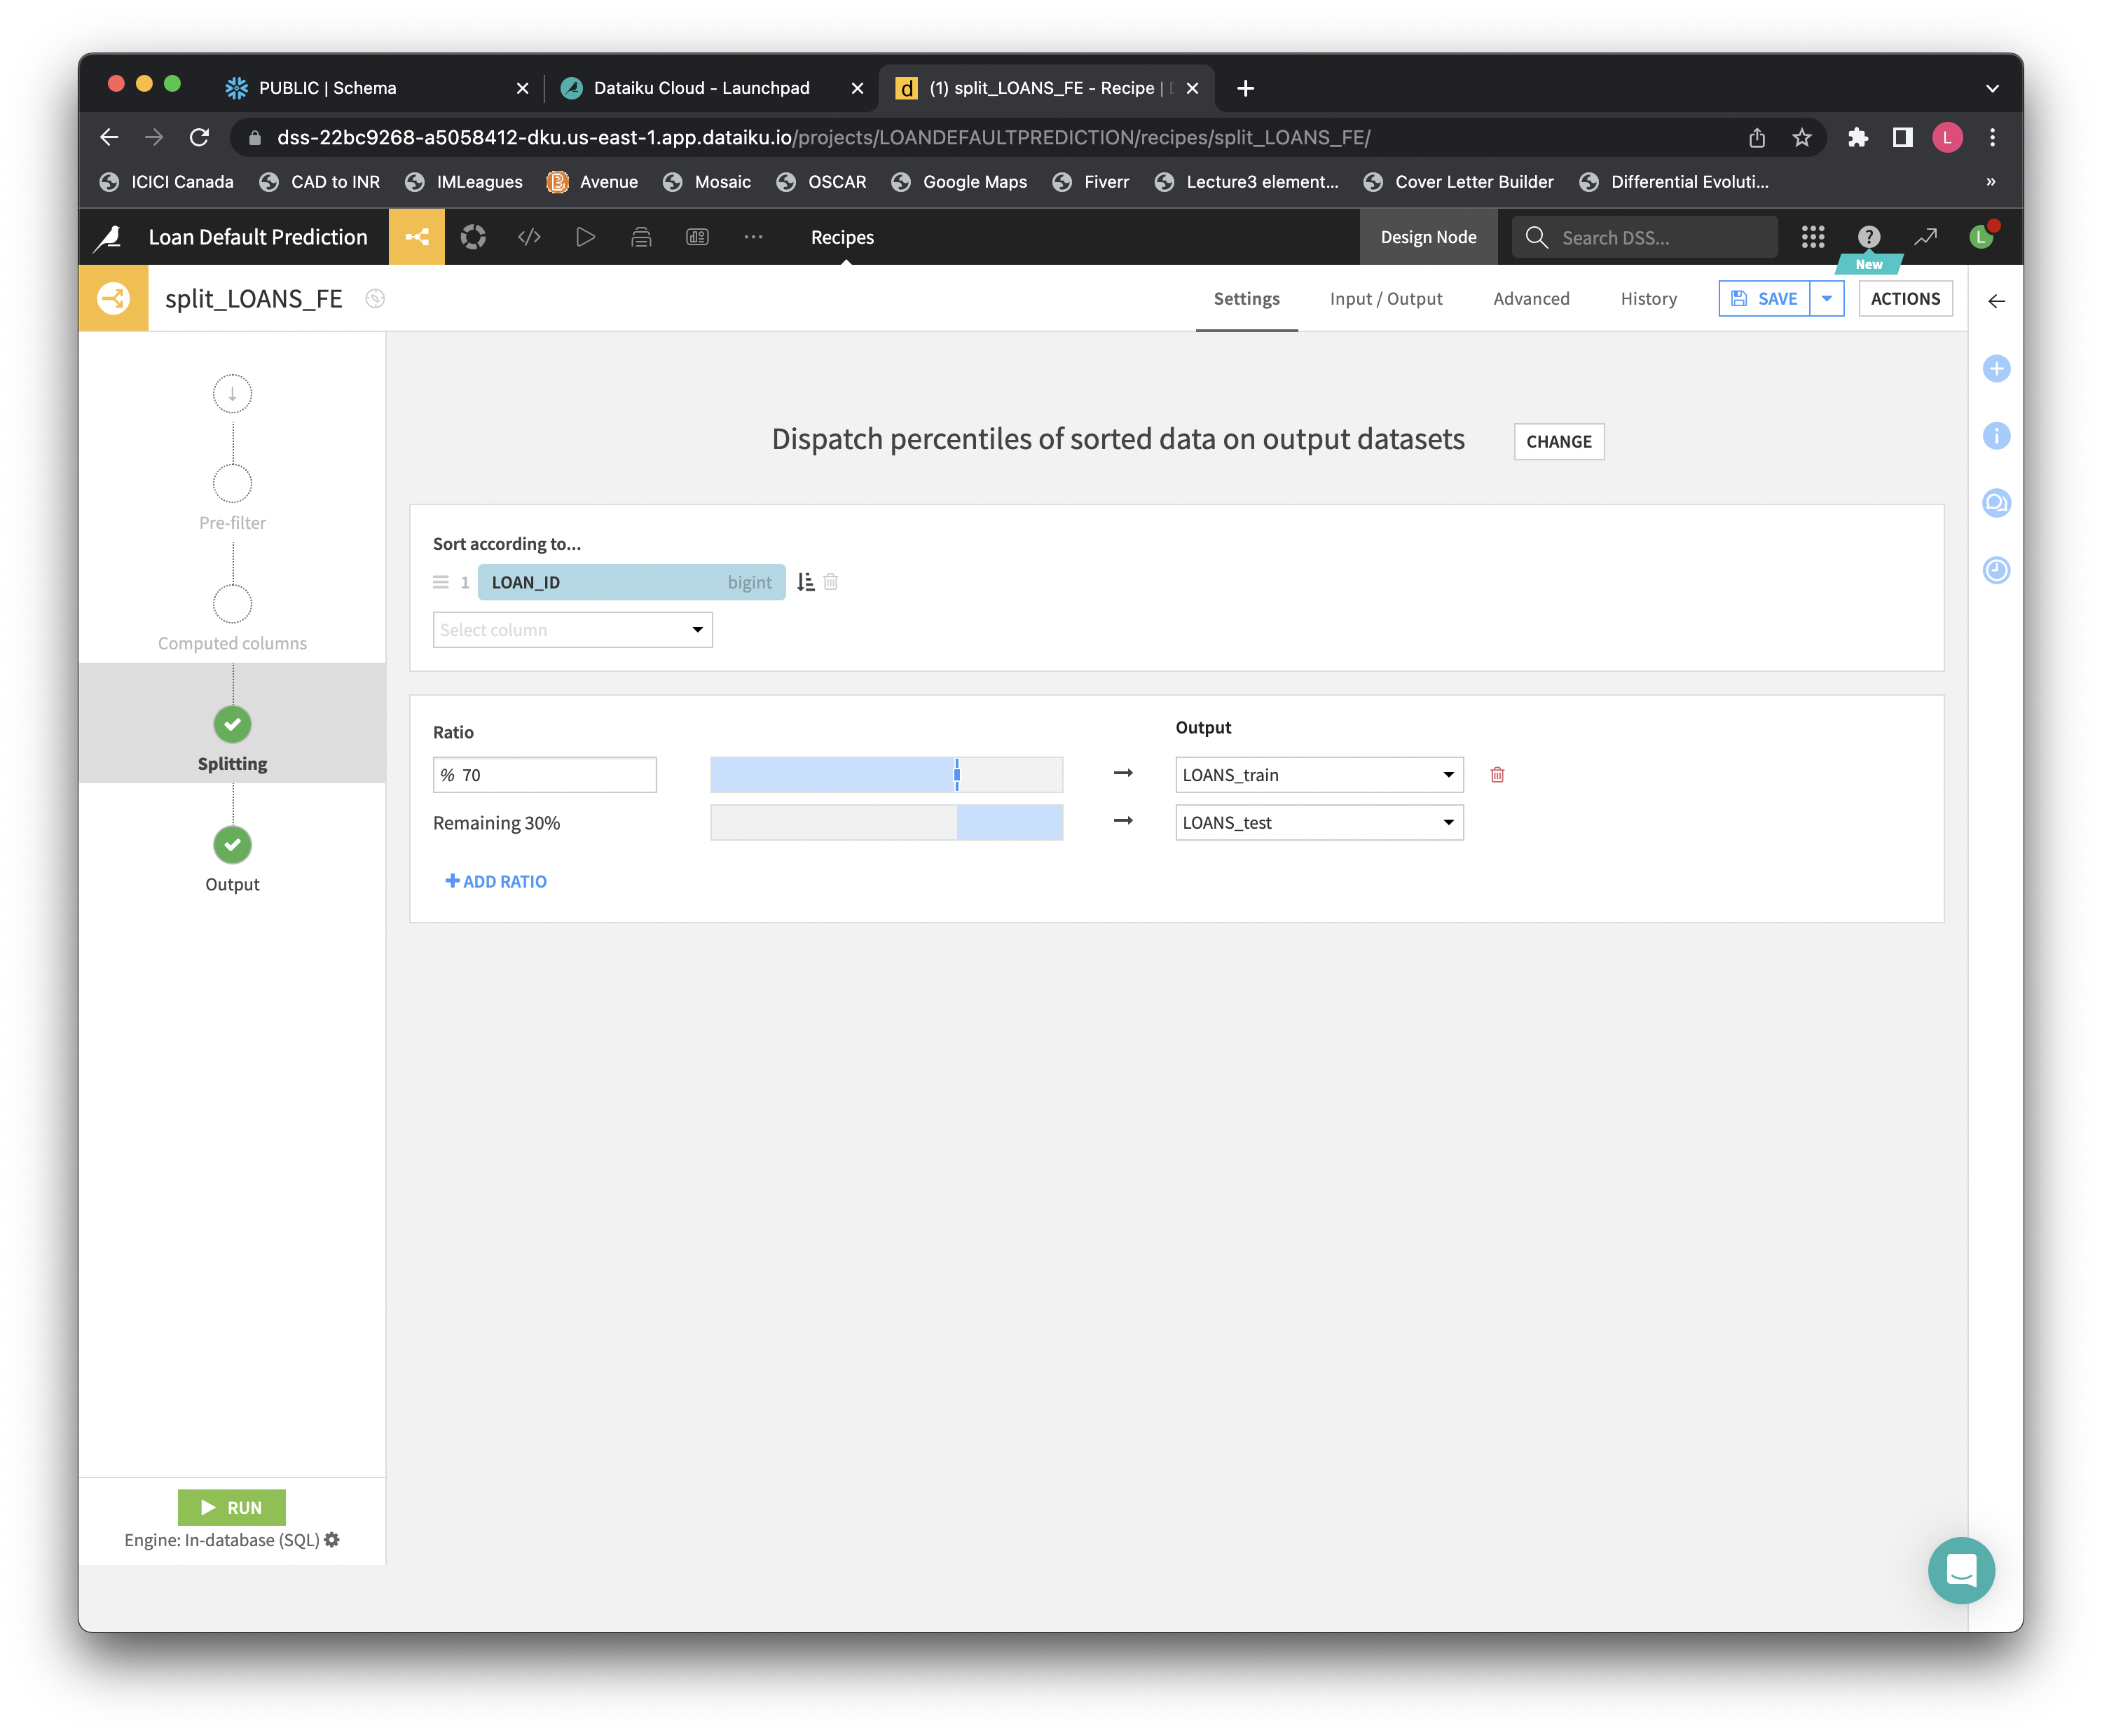 PUBLIC | Schema
Dataiku Cloud - Launchpad
d (1) split_LOANS_FE - Recipe |
dss-22bc9268-a5058412-dku.us-east-1.app.dataiku.io/projects/LOANDEFAULTPREDICTION/recipes/split_LOANS_FE/
L
ICICI Canada
CAD to INR
IMLeagues
Avenue
Mosaic
OSCAR
Google Maps
Fiverr
Lecture3 element...
Cover Letter Builder
Differential Evoluti...
»
Loan Default Prediction
Recipes
Design Node
Search DSS...
L
New
split_LOANS_FE
Settings
Input / Output
Advanced
History
SAVE
ACTIONS
Pre-filter
Computed columns
Splitting
Output
Dispatch percentiles of sorted data on output datasets
CHANGE
Sort according to...
1 LOAN_ID bigint
Select column
Ratio
Output
% 70
LOANS_train
Remaining 30%
LOANS_test
+ ADD RATIO
RUN
Engine: In-database (SQL)